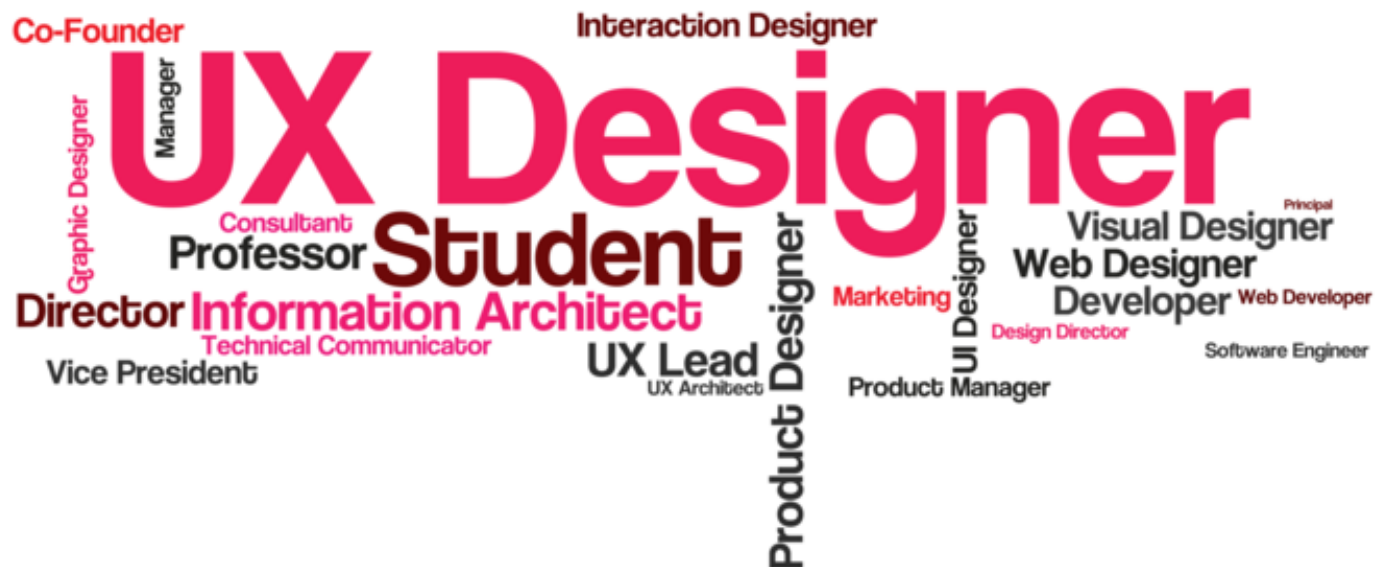 Co-Founder
Interaction Designer
UX Designer
Manager
Graphic Designer
Consultant
Professor
Student
Director
Information Architect
Technical Communicator
Vice President
UX Lead
UX Architect
Product Designer
Marketing
UI Designer
Product Manager
Principal
Visual Designer
Web Designer
Developer
Web Developer
Design Director
Software Engineer